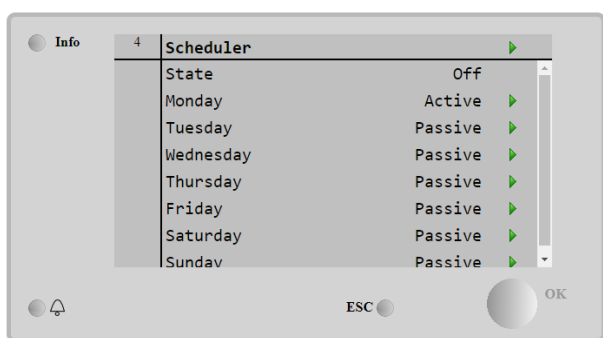 Info
4 Scheduler
State Off
Monday Active
Tuesday Passive
Wednesday Passive
Thursday Passive
Friday Passive
Saturday Passive
Sunday Passive
ESC
OK